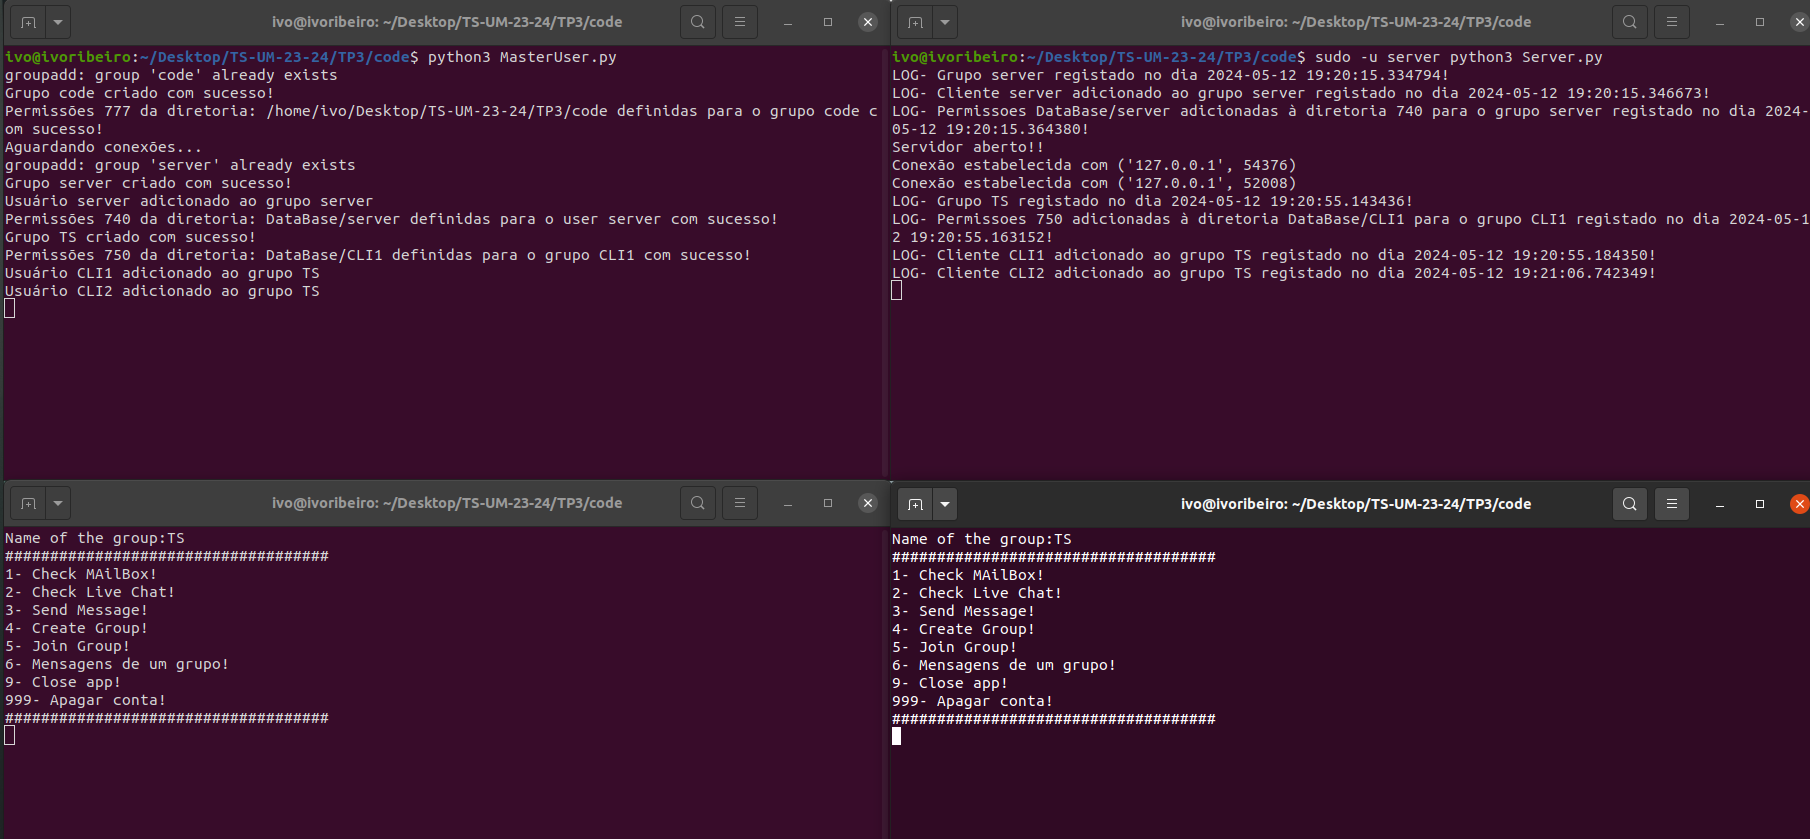 ivo@ivoribeiro: ~/Desktop/TS-UM-23-24/TP3/code
ivo@ivoribeiro:~/Desktop/TS-UM-23-24/TP3/code$ python3 MasterUser.py
groupadd: group 'code' already exists
Grupo code criado com sucesso!
Permissões 777 da diretoria: /home/ivo/Desktop/TS-UM-23-24/TP3/code definidas para o grupo code c
om sucesso!
Aguardando conexões...
groupadd: group 'server' already exists
Grupo server criado com sucesso!
Usuário server adicionado ao grupo server
Permissões 740 da diretoria: DataBase/server definidas para o user server com sucesso!
Grupo TS criado com sucesso!
Permissões 750 da diretoria: DataBase/CLI1 definidas para o grupo CLI1 com sucesso!
Usuário CLI1 adicionado ao grupo TS
Usuário CLI2 adicionado ao grupo TS
ivo@ivoribeiro: ~/Desktop/TS-UM-23-24/TP3/code
ivo@ivoribeiro:~/Desktop/TS-UM-23-24/TP3/code$ sudo -u server python3 Server.py
LOG- Grupo server registado no dia 2024-05-12 19:20:15.334794!
LOG- Cliente server adicionado ao grupo server registado no dia 2024-05-12 19:20:15.346673!
LOG- Permissoes DataBase/server adicionadas à diretoria 740 para o grupo server registado no dia 2024-
05-12 19:20:15.364380!
Servidor aberto!!
Conexão estabelecida com ('127.0.0.1', 54376)
Conexão estabelecida com ('127.0.0.1', 52008)
LOG- Grupo TS registado no dia 2024-05-12 19:20:55.143436!
LOG- Permissões 750 adicionadas à diretoria DataBase/CLI1 para o grupo CLI1 registado no dia 2024-05-1
2 19:20:55.163152!
LOG- Cliente CLI1 adicionado ao grupo TS registado no dia 2024-05-12 19:20:55.184350!
LOG- Cliente CLI2 adicionado ao grupo TS registado no dia 2024-05-12 19:21:06.742349!
ivo@ivoribeiro: ~/Desktop/TS-UM-23-24/TP3/code
Name of the group:TS
####################################
1- Check MAilBox!
2- Check Live Chat!
3- Send Message!
4- Create Group!
5- Join Group!
6- Mensagens de um grupo!
9- Close app!
999- Apagar conta!
####################################
ivo@ivoribeiro: ~/Desktop/TS-UM-23-24/TP3/code
Name of the group:TS
####################################
1- Check MAilBox!
2- Check Live Chat!
3- Send Message!
4- Create Group!
5- Join Group!
6- Mensagens de um grupo!
9- Close app!
999- Apagar conta!
####################################